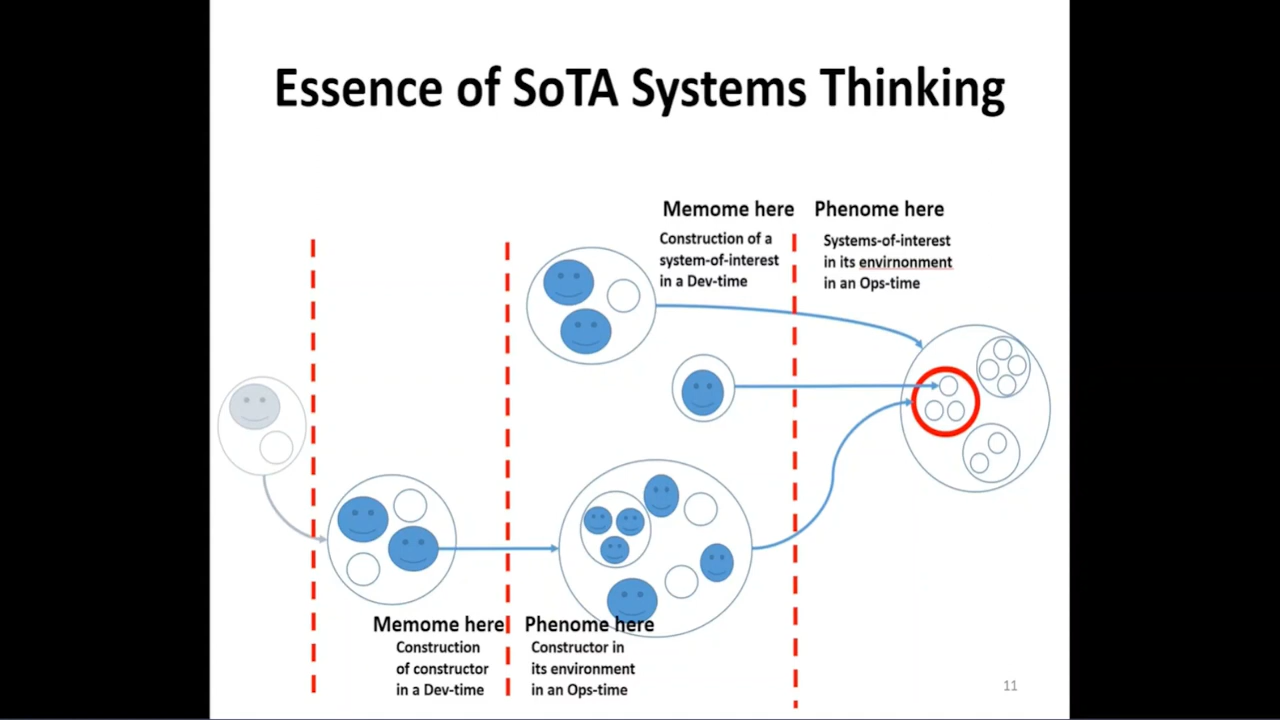 Essence of SoTA Systems Thinking
Memome here
Construction of a
system-of-interest
in a Dev-time
Phenome here
Systems-of-interest
in its envirnonment
in an Ops-time
Memome here
Construction
of constructor
in a Dev-time
Phenome here
Constructor in
its environment
in an Ops-time
11